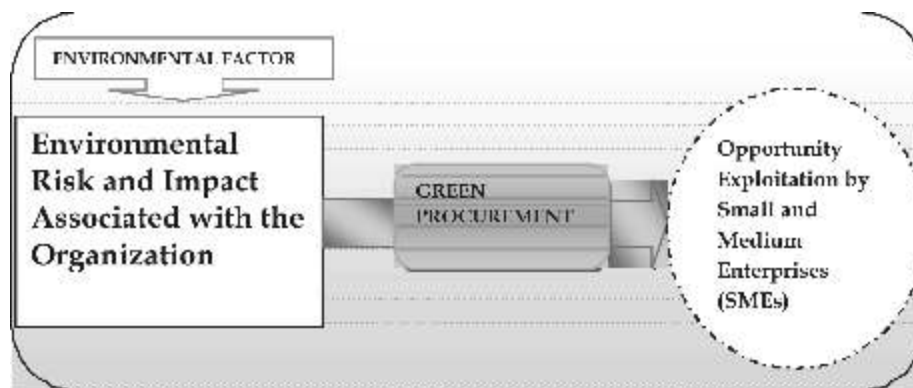 ENVIRONMENTAL FACTOR
Environmental
Risk and Impact
Associated with the
Organization
GREEN
PROCUREMENT
Opportunity
Exploitation by
Small and
Medium
Enterprises
(SMEs)